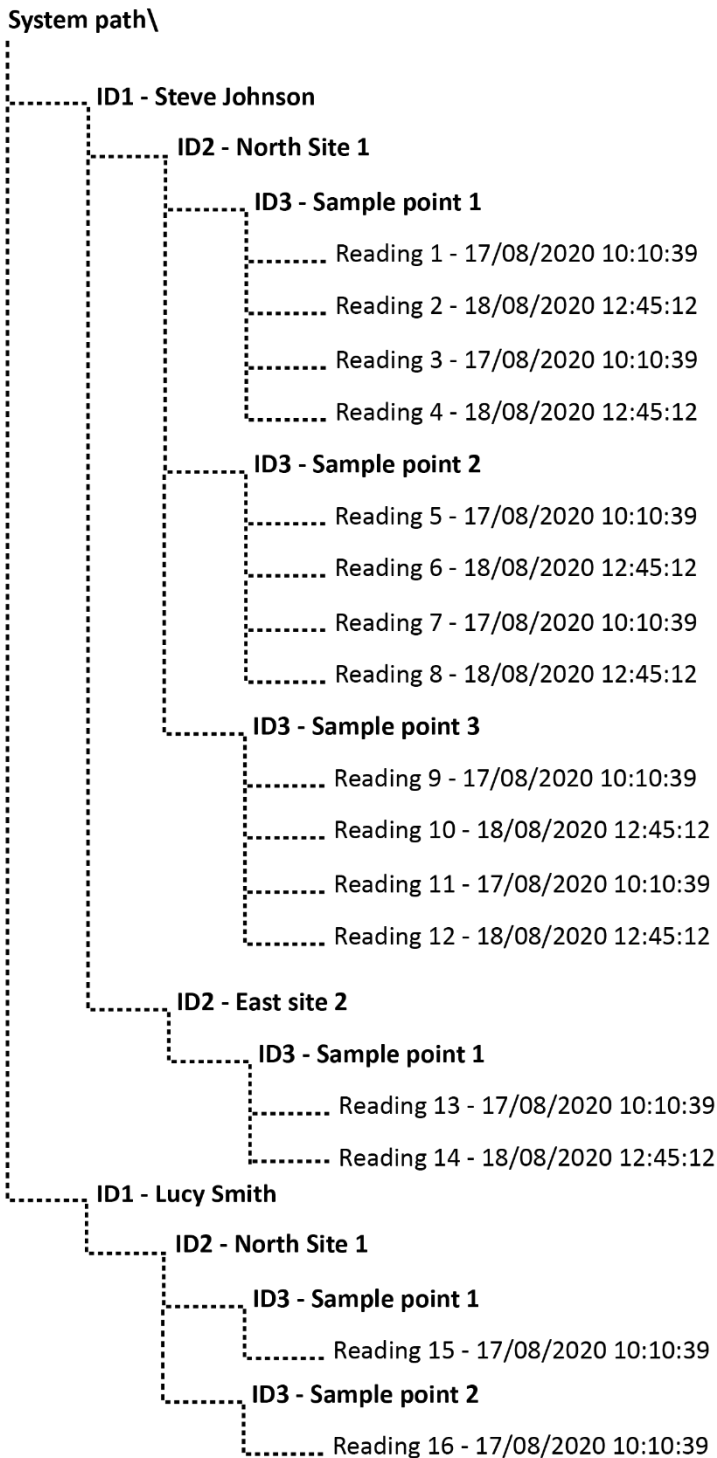 System path\
ID1 - Steve Johnson
ID2 - North Site 1
ID3 - Sample point 1
Reading 1 - 17/08/2020 10:10:39
Reading 2 - 18/08/2020 12:45:12
Reading 3 - 17/08/2020 10:10:39
Reading 4 - 18/08/2020 12:45:12
ID3 - Sample point 2
Reading 5 - 17/08/2020 10:10:39
Reading 6 - 18/08/2020 12:45:12
Reading 7 - 17/08/2020 10:10:39
Reading 8 - 18/08/2020 12:45:12
ID3 - Sample point 3
Reading 9 - 17/08/2020 10:10:39
Reading 10 - 18/08/2020 12:45:12
Reading 11 - 17/08/2020 10:10:39
Reading 12 - 18/08/2020 12:45:12
ID2 - East site 2
ID3 - Sample point 1
Reading 13 - 17/08/2020 10:10:39
Reading 14 - 18/08/2020 12:45:12
ID1 - Lucy Smith
ID2 - North Site 1
ID3 - Sample point 1
Reading 15 - 17/08/2020 10:10:39
ID3 - Sample point 2
Reading 16 - 17/08/2020 10:10:39